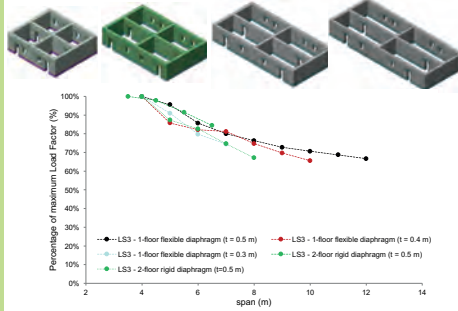 100%
90%
80%
70%
60%
50%
40%
30%
20%
10%
0%
Percentage of maximum Load Factor (%)
LS3 - 1-floor flexible diaphragm (t = 0.5 m)
LS3 - 1-floor flexible diaphragm (t = 0.4 m)
LS3 - 1-floor flexible diaphragm (t = 0.3 m)
LS3 - 2-floor rigid diaphragm (t = 0.5 m)
LS3 - 2-floor rigid diaphragm (t=0.5 m)
2 4 6 8 10 12 14
span (m)